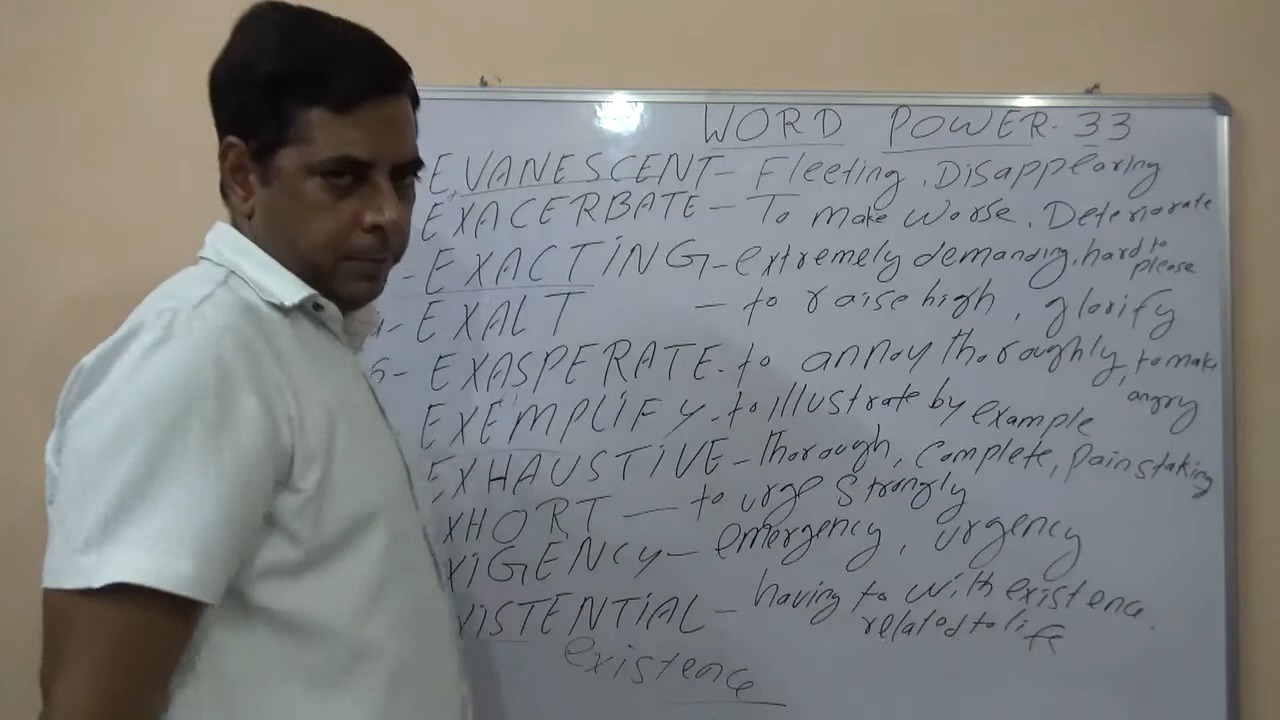 WORD POWER. 33
EVANESCENT - Fleeting, Disappearing
EXACERBATE - To make worse, Deteriorate
- EXACTING - extremely demanding, hard to please
4- EXALT - to raise high, glorify
5- EXASPERATE - to annoy thoroughly, to make angry
EXEMPLIFY - to illustrate by example
EXHAUSTIVE - thorough, complete, painstaking
XHORT - to urge strongly
XIGENCY - emergency, urgency
XISTENTIAL - having to with existence. related to life
existence